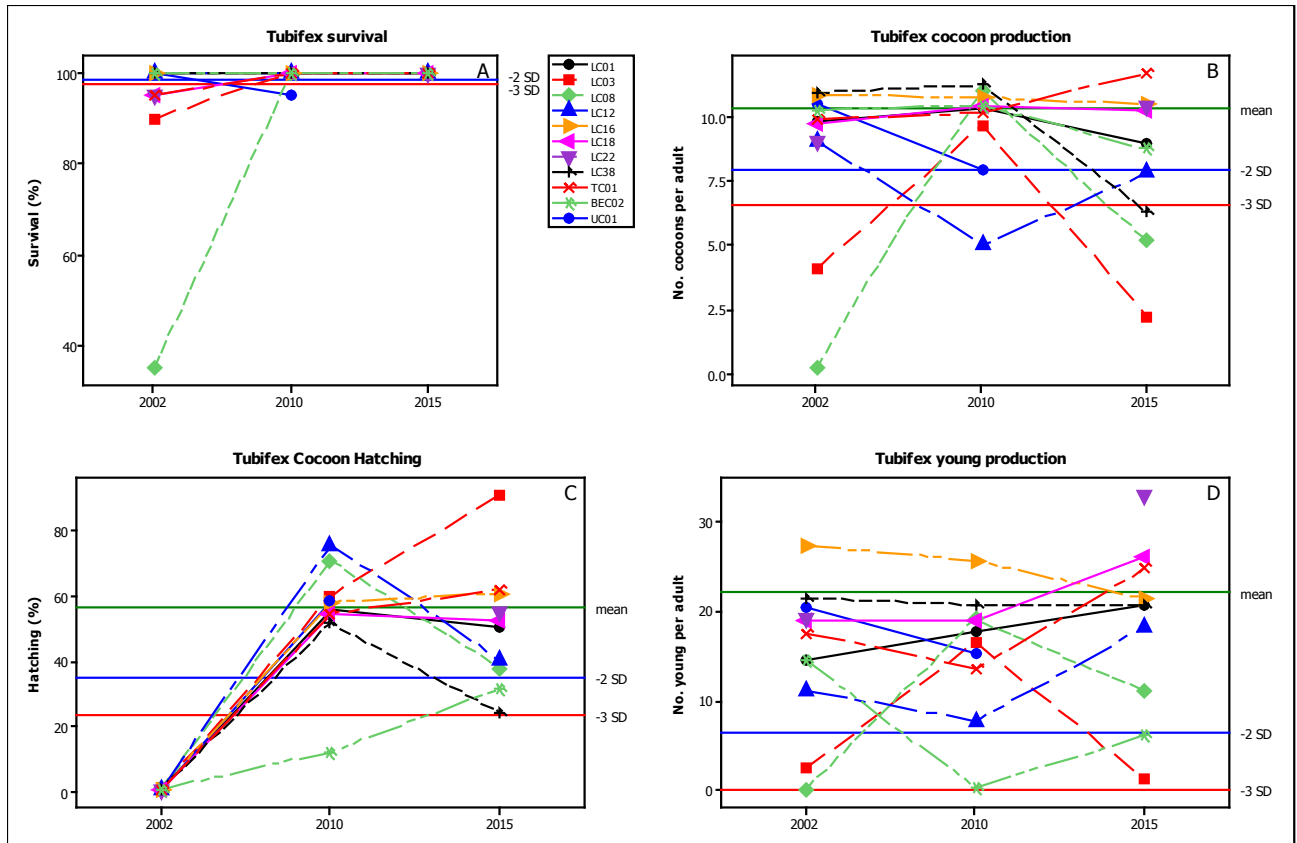 Tubifex survival
A
100
80
60
40
Survival (%)
2002
2010
2015
-2 SD
-3 SD
LC01
LC03
LC08
LC12
LC16
LC18
LC22
LC38
TC01
BEC02
UC01
Tubifex cocoon production
B
10.0
7.5
5.0
2.5
0.0
No. cocoons per adult
2002
2010
2015
mean
-2 SD
-3 SD
Tubifex Cocoon Hatching
C
80
60
40
20
0
Hatching (%)
2002
2010
2015
mean
-2 SD
-3 SD
Tubifex young production
D
30
20
10
0
No. young per adult
2002
2010
2015
mean
-2 SD
-3 SD